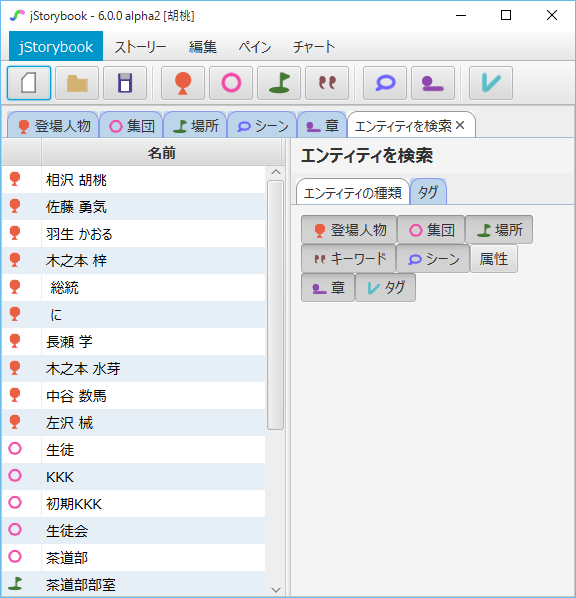 jStorybook - 6.0.0 alpha2 [胡桃]
jStorybook ストーリー 編集 ペイン チャート
登場人物 集団 場所 シーン 章 エンティティを検索
名前
相沢 胡桃
佐藤 勇気
羽生 かおる
木之本 梓
総統
に
長瀬 学
木之本 水芽
中谷 数馬
左沢 械
生徒
KKK
初期KKK
生徒会
茶道部
茶道部部室
エンティティを検索
エンティティの種類 タグ
登場人物 集団 場所
キーワード シーン 属性
章 タグ